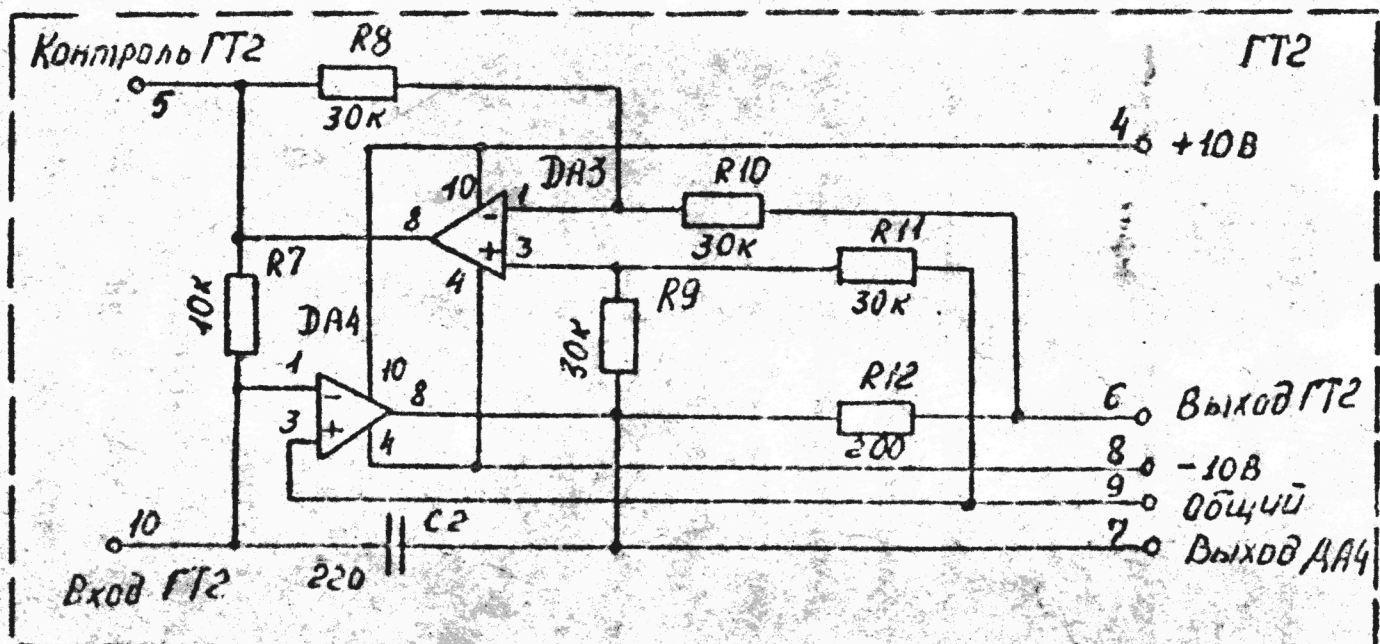 Контроль ГТ2
5
R8
30к
ГТ2
4
+10В
DA3
10
1
-
8
+
3
4
R10
30к
R11
30к
R7
10к
R9
30к
DA4
1
-
3
+
10
8
4
R12
200
6
Выход ГТ2
8
-10В
9
Общий
7
Выход ДА4
10
Вход ГТ2
C2
220